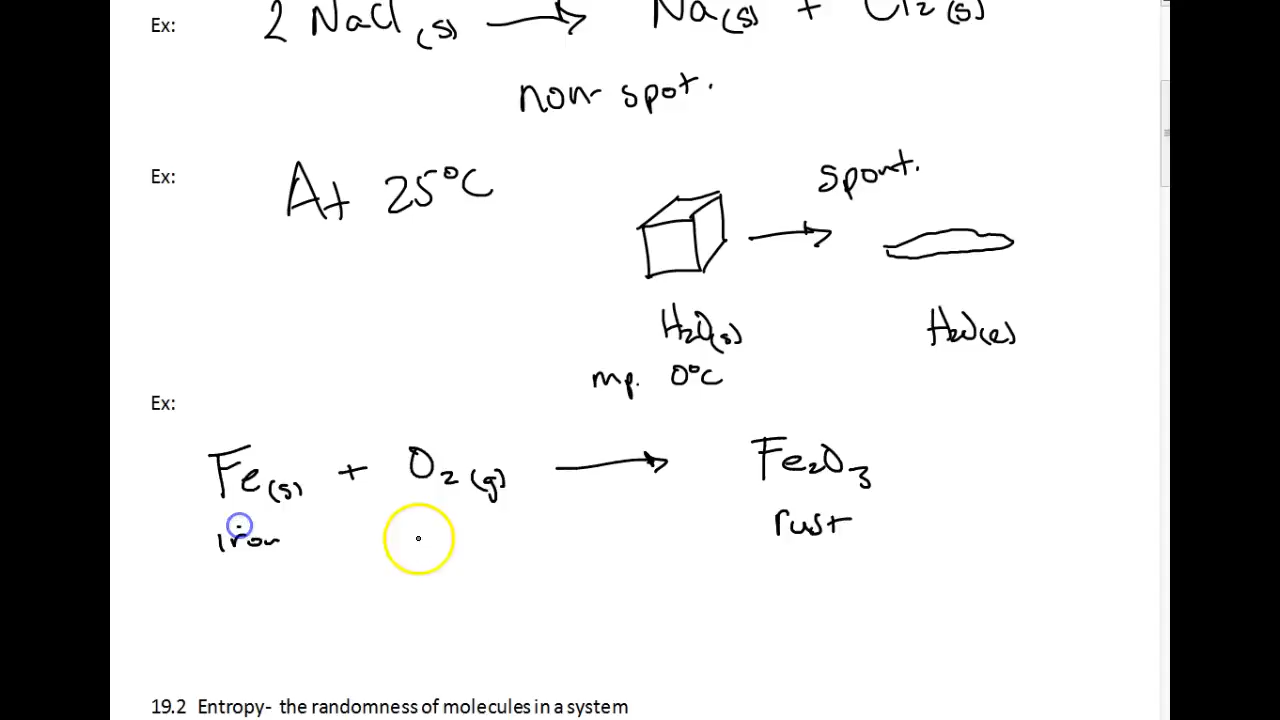 Ex: 2 NaCl (s) → Na(s) + Cl2 (s)
non-spot.
Ex: At 25°C
spont.
H2O(s) H2O(l)
mp. 0°C
Ex:
Fe(s) + O2(g) → Fe2O3
iron rust
19.2 Entropy- the randomness of molecules in a system